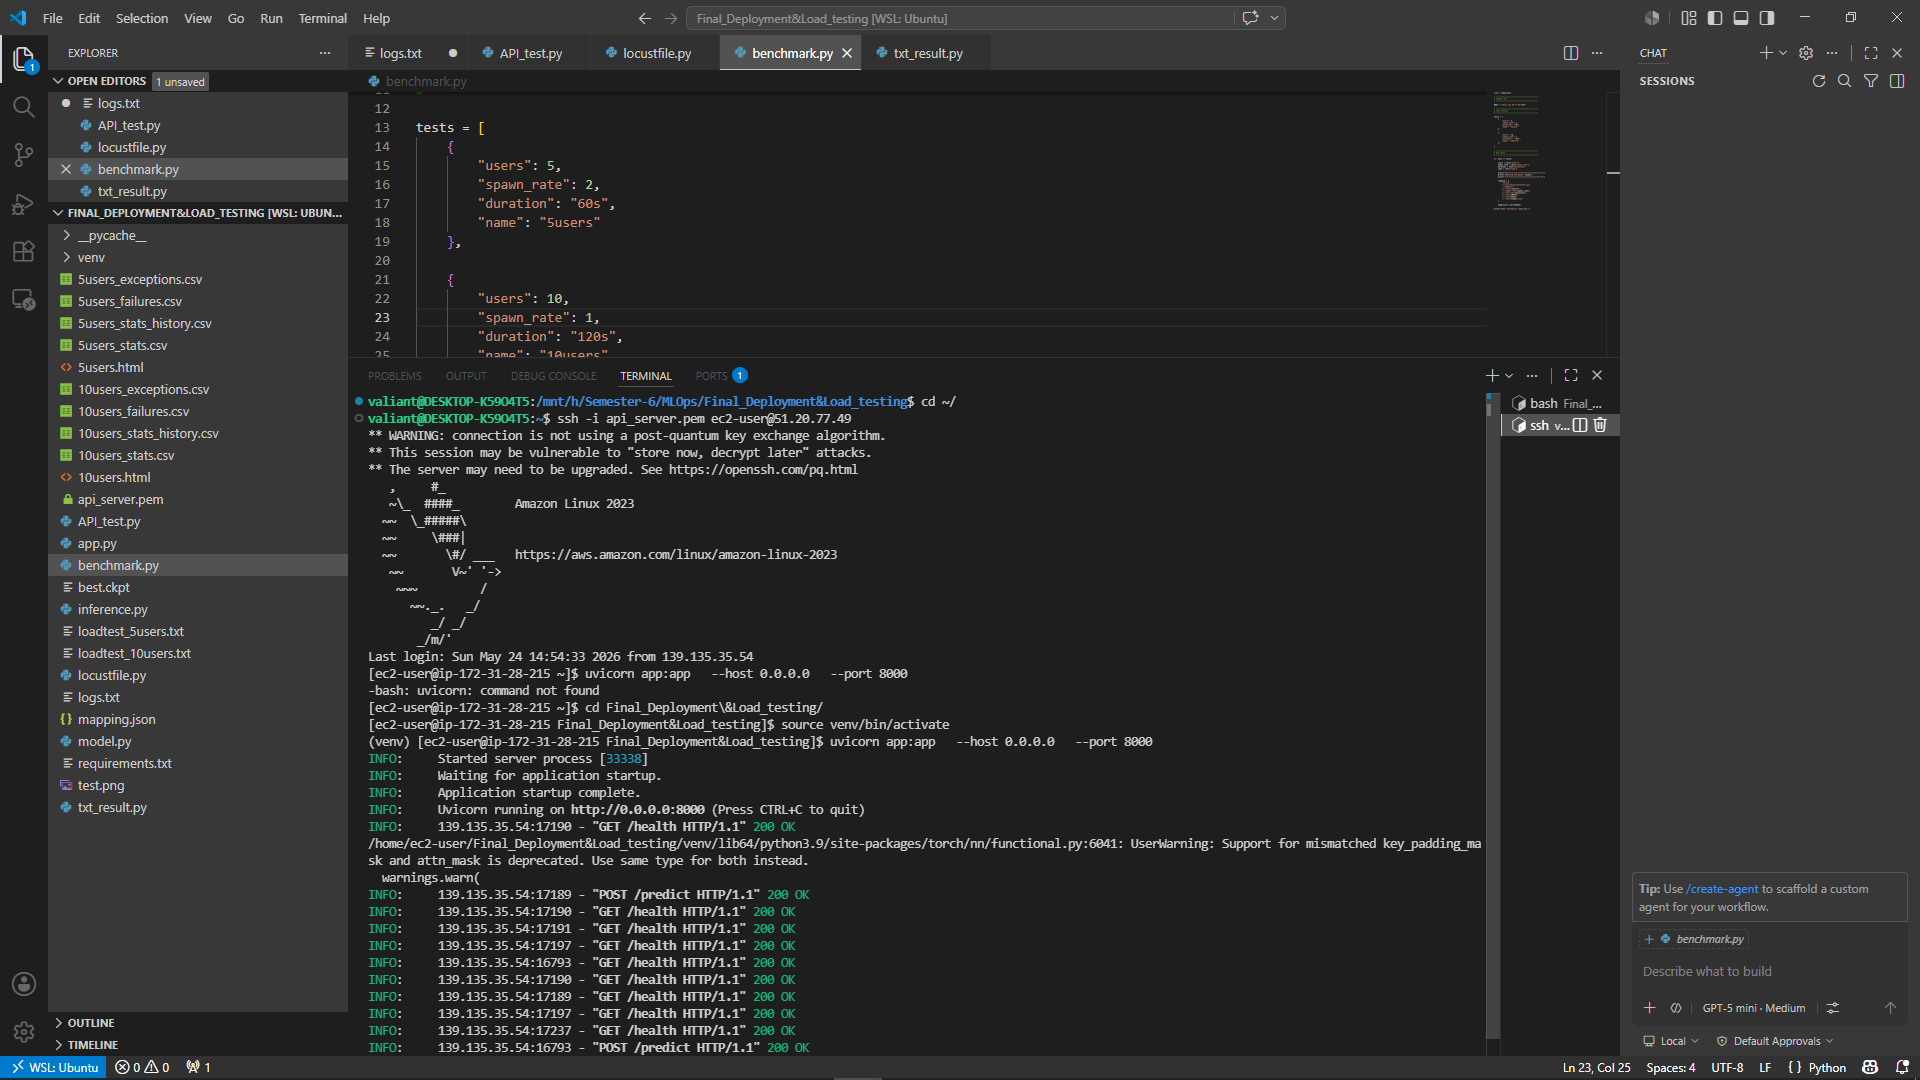 File Edit Selection View Go Run Terminal Help
Final_Deployment&Load_testing [WSL: Ubuntu]
EXPLORER
OPEN EDITORS 1 unsaved
logs.txt
API_test.py
locustfile.py
benchmark.py
txt_result.py
FINAL_DEPLOYMENT&LOAD_TESTING [WSL: UBUN...
__pycache__
venv
5users_exceptions.csv
5users_failures.csv
5users_stats_history.csv
5users_stats.csv
5users.html
10users_exceptions.csv
10users_failures.csv
10users_stats_history.csv
10users_stats.csv
10users.html
api_server.pem
API_test.py
app.py
benchmark.py
best.ckpt
inference.py
loadtest_5users.txt
loadtest_10users.txt
locustfile.py
logs.txt
mapping.json
model.py
requirements.txt
test.png
txt_result.py
OUTLINE
TIMELINE
logs.txt API_test.py locustfile.py benchmark.py txt_result.py
benchmark.py
12
13 tests = [
14 {
15 "users": 5,
16 "spawn_rate": 2,
17 "duration": "60s",
18 "name": "5users"
19 },
20
21 {
22 "users": 10,
23 "spawn_rate": 1,
24 "duration": "120s",
25 "name": "10users"
PROBLEMS OUTPUT DEBUG CONSOLE TERMINAL PORTS 1
valiant@DESKTOP-K59O4T5:/mnt/h/Semester-6/MLOps/Final_Deployment&Load_testing$ cd ~/
valiant@DESKTOP-K59O4T5:~$ ssh -i api_server.pem ec2-user@51.20.77.49
** WARNING: connection is not using a post-quantum key exchange algorithm.
** This session may be vulnerable to "store now, decrypt later" attacks.
** The server may need to be upgraded. See https://openssh.com/pq.html
   ,     #_
   ~\_  ####_        Amazon Linux 2023
  ~~  \_#####\
  ~~     \###|
  ~~       \#/ ___   https://aws.amazon.com/linux/amazon-linux-2023
   ~~       V~' '->
    ~~~         /
      ~~._.   _/
         _/ _/
       _/m/'
Last login: Sun May 24 14:54:33 2026 from 139.135.35.54
[ec2-user@ip-172-31-28-215 ~]$ uvicorn app:app   --host 0.0.0.0   --port 8000
-bash: uvicorn: command not found
[ec2-user@ip-172-31-28-215 ~]$ cd Final_Deployment\&Load_testing/
[ec2-user@ip-172-31-28-215 Final_Deployment&Load_testing]$ source venv/bin/activate
(venv) [ec2-user@ip-172-31-28-215 Final_Deployment&Load_testing]$ uvicorn app:app   --host 0.0.0.0   --port 8000
INFO:     Started server process [33338]
INFO:     Waiting for application startup.
INFO:     Application startup complete.
INFO:     Uvicorn running on http://0.0.0.0:8000 (Press CTRL+C to quit)
INFO:     139.135.35.54:17190 - "GET /health HTTP/1.1" 200 OK
/home/ec2-user/Final_Deployment&Load_testing/venv/lib64/python3.9/site-packages/torch/nn/functional.py:6041: UserWarning: Support for mismatched key_padding_ma
sk and attn_mask is deprecated. Use same type for both instead.
  warnings.warn(
INFO:     139.135.35.54:17189 - "POST /predict HTTP/1.1" 200 OK
INFO:     139.135.35.54:17190 - "GET /health HTTP/1.1" 200 OK
INFO:     139.135.35.54:17191 - "GET /health HTTP/1.1" 200 OK
INFO:     139.135.35.54:17197 - "GET /health HTTP/1.1" 200 OK
INFO:     139.135.35.54:16793 - "GET /health HTTP/1.1" 200 OK
INFO:     139.135.35.54:17190 - "GET /health HTTP/1.1" 200 OK
INFO:     139.135.35.54:17189 - "GET /health HTTP/1.1" 200 OK
INFO:     139.135.35.54:17197 - "GET /health HTTP/1.1" 200 OK
INFO:     139.135.35.54:17237 - "GET /health HTTP/1.1" 200 OK
INFO:     139.135.35.54:16793 - "POST /predict HTTP/1.1" 200 OK
bash Final_...
ssh v...
CHAT
SESSIONS
Tip: Use /create-agent to scaffold a custom
agent for your workflow.
benchmark.py
Describe what to build
GPT-5 mini · Medium
Local Default Approvals
1
WSL: Ubuntu 0 0 1
Ln 23, Col 25 Spaces: 4 UTF-8 LF { } Python